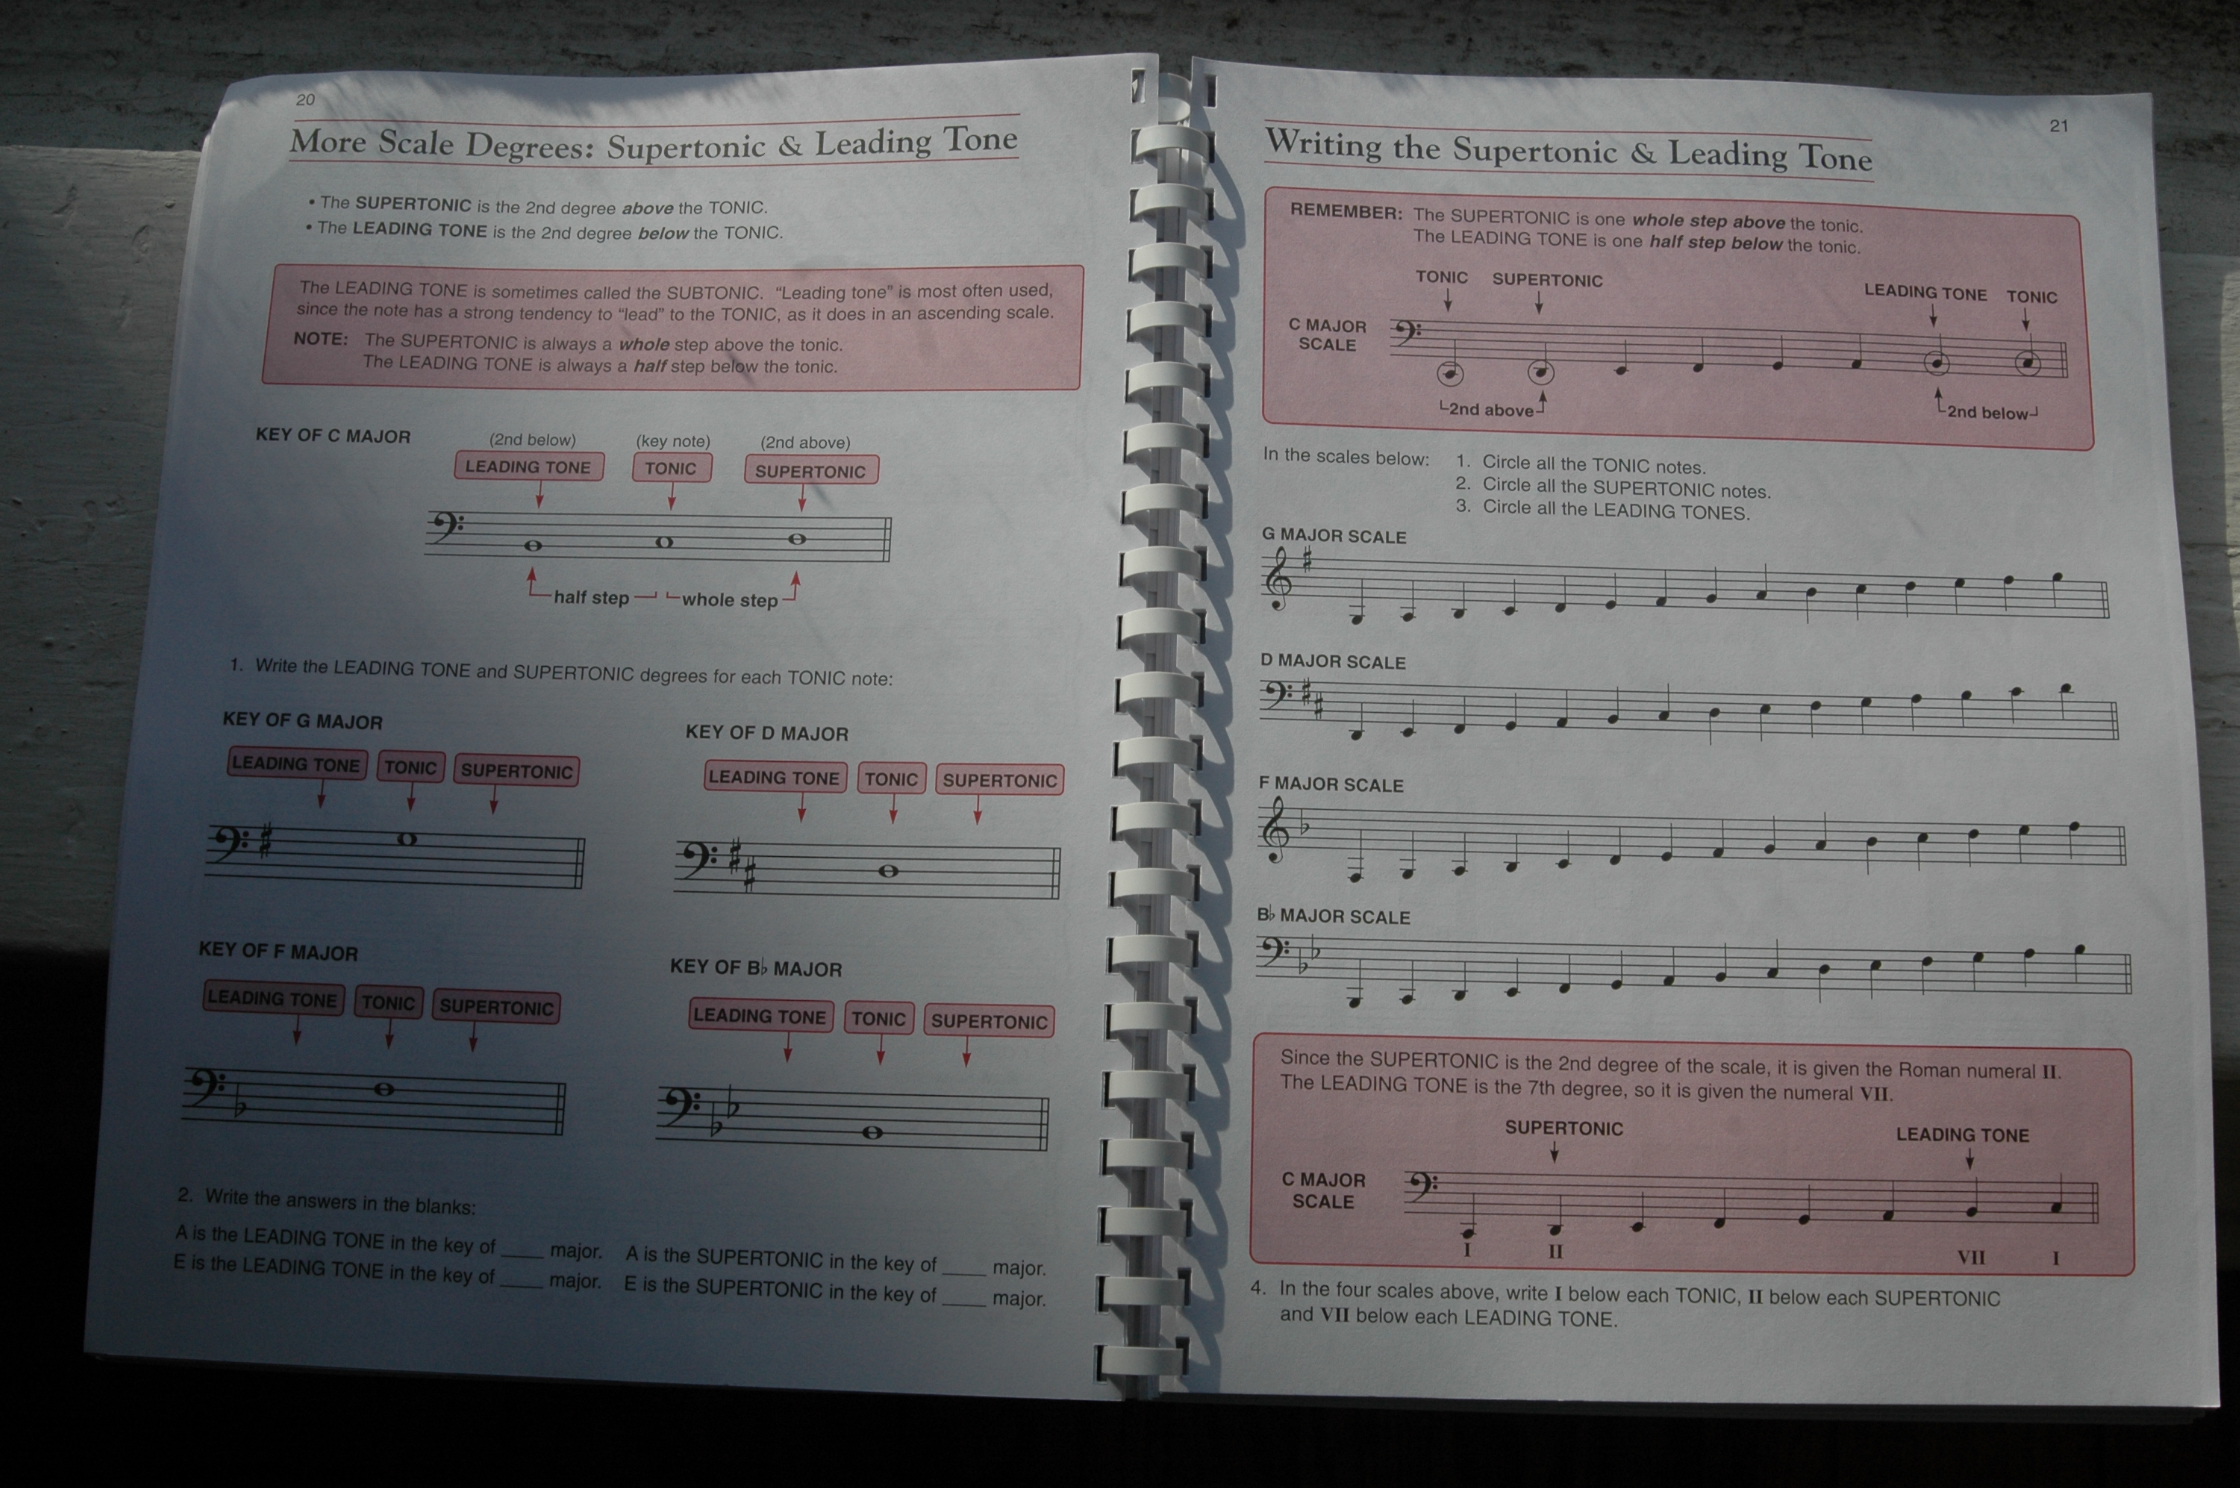 20
More Scale Degrees: Supertonic & Leading Tone
• The SUPERTONIC is the 2nd degree above the TONIC.
• The LEADING TONE is the 2nd degree below the TONIC.
The LEADING TONE is sometimes called the SUBTONIC. "Leading tone" is most often used,
since the note has a strong tendency to "lead" to the TONIC, as it does in an ascending scale.
NOTE: The SUPERTONIC is always a whole step above the tonic.
The LEADING TONE is always a half step below the tonic.
KEY OF C MAJOR
(2nd below) (key note) (2nd above)
LEADING TONE TONIC SUPERTONIC
half step whole step
1. Write the LEADING TONE and SUPERTONIC degrees for each TONIC note:
KEY OF G MAJOR
LEADING TONE TONIC SUPERTONIC
KEY OF D MAJOR
LEADING TONE TONIC SUPERTONIC
KEY OF F MAJOR
LEADING TONE TONIC SUPERTONIC
KEY OF B♭ MAJOR
LEADING TONE TONIC SUPERTONIC
2. Write the answers in the blanks:
A is the LEADING TONE in the key of ____ major. A is the SUPERTONIC in the key of ____ major.
E is the LEADING TONE in the key of ____ major. E is the SUPERTONIC in the key of ____ major.
21
Writing the Supertonic & Leading Tone
REMEMBER: The SUPERTONIC is one whole step above the tonic.
The LEADING TONE is one half step below the tonic.
TONIC SUPERTONIC LEADING TONE TONIC
C MAJOR
SCALE
2nd above 2nd below
In the scales below: 1. Circle all the TONIC notes.
2. Circle all the SUPERTONIC notes.
3. Circle all the LEADING TONES.
G MAJOR SCALE
D MAJOR SCALE
F MAJOR SCALE
B♭ MAJOR SCALE
Since the SUPERTONIC is the 2nd degree of the scale, it is given the Roman numeral II.
The LEADING TONE is the 7th degree, so it is given the numeral VII.
SUPERTONIC LEADING TONE
C MAJOR
SCALE
I II VII I
4. In the four scales above, write I below each TONIC, II below each SUPERTONIC
and VII below each LEADING TONE.